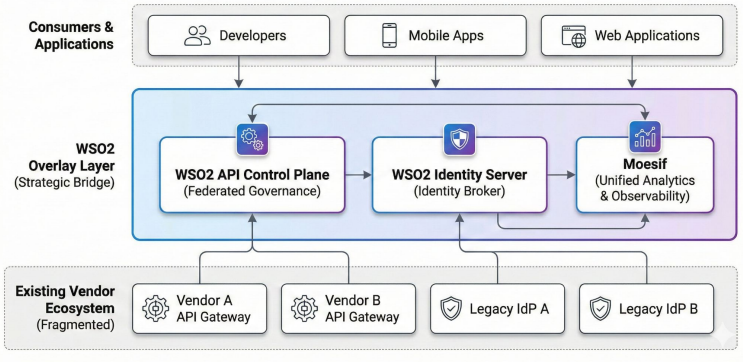 Consumers &
Applications
Developers
Mobile Apps
Web Applications
WSO2
Overlay Layer
(Strategic Bridge)
WSO2 API Control Plane
(Federated Governance)
WSO2 Identity Server
(Identity Broker)
Moesif
(Unified Analytics
& Observability)
Existing Vendor
Ecosystem
(Fragmented)
Vendor A
API Gateway
Vendor B
API Gateway
Legacy IdP A
Legacy IdP B